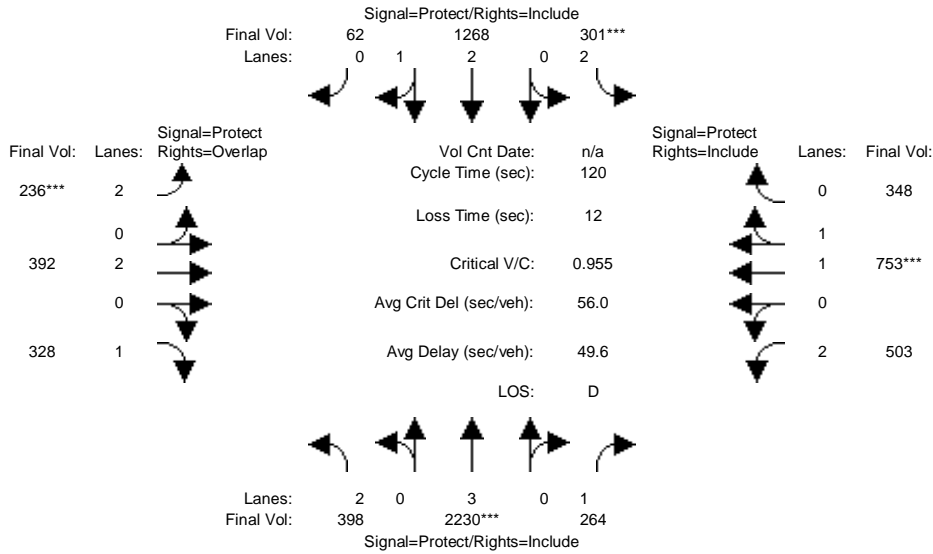 Signal=Protect/Rights=Include
Final Vol: 62 1268 301***
Lanes: 0 1 2 0 2
Signal=Protect Signal=Protect
Final Vol: Lanes: Rights=Overlap Vol Cnt Date: n/a Rights=Include Lanes: Final Vol:
Cycle Time (sec): 120
236*** 2 0 348
Loss Time (sec): 12
0 1
392 2 Critical V/C: 0.955 1 753***
0 Avg Crit Del (sec/veh): 56.0 0
328 1 Avg Delay (sec/veh): 49.6 2 503
LOS: D
Lanes: 2 0 3 0 1
Final Vol: 398 2230*** 264
Signal=Protect/Rights=Include